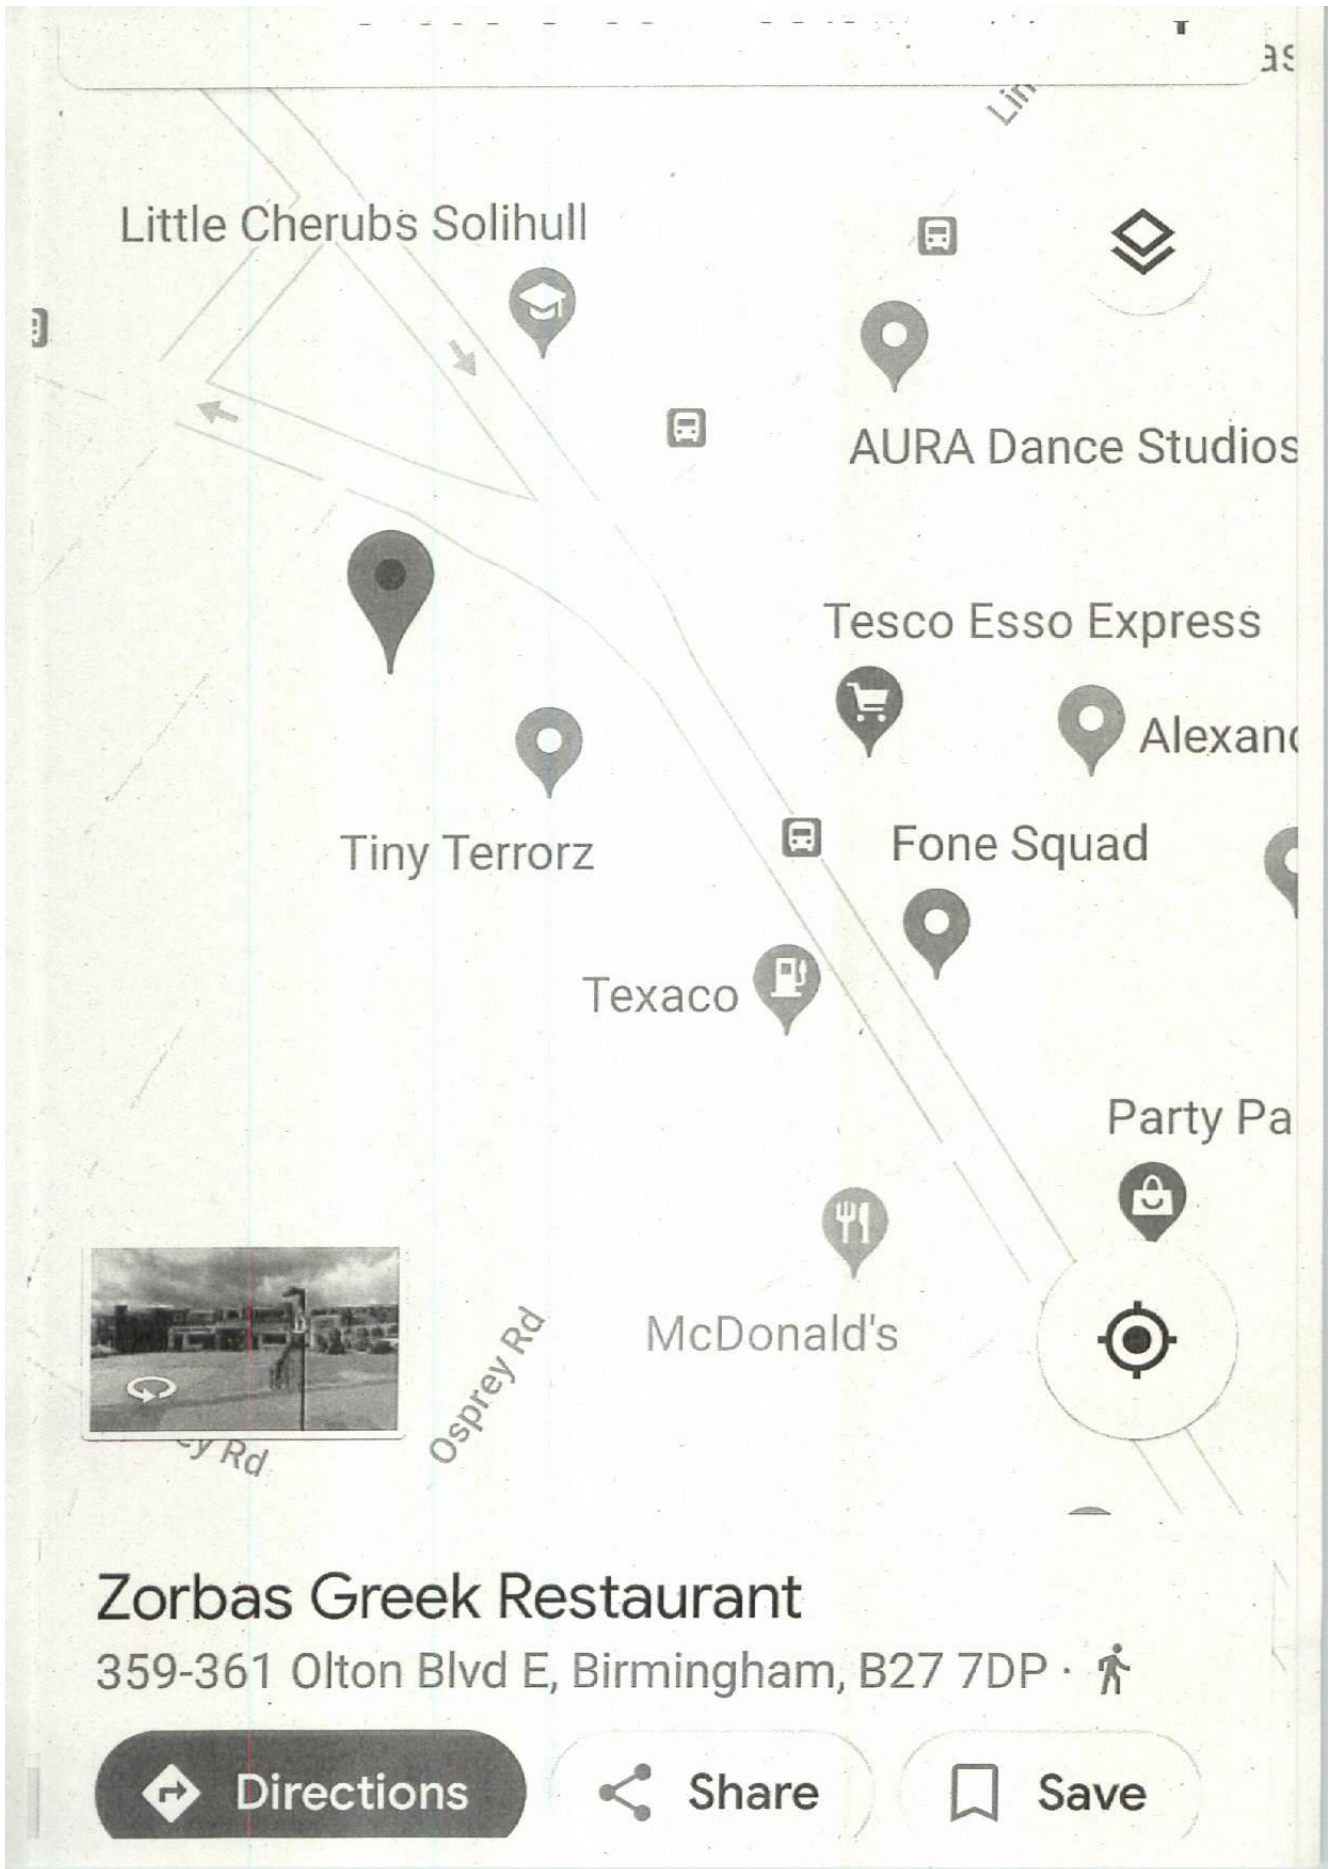 Little Cherubs Solihull
AURA Dance Studios
Tesco Esso Express
Tiny Terrorz
Fone Squad
Texaco
Party Pa
McDonald's
Osprey Rd
ey Rd
Zorbas Greek Restaurant
359-361 Olton Blvd E, Birmingham, B27 7DP ·
Directions
Share
Save